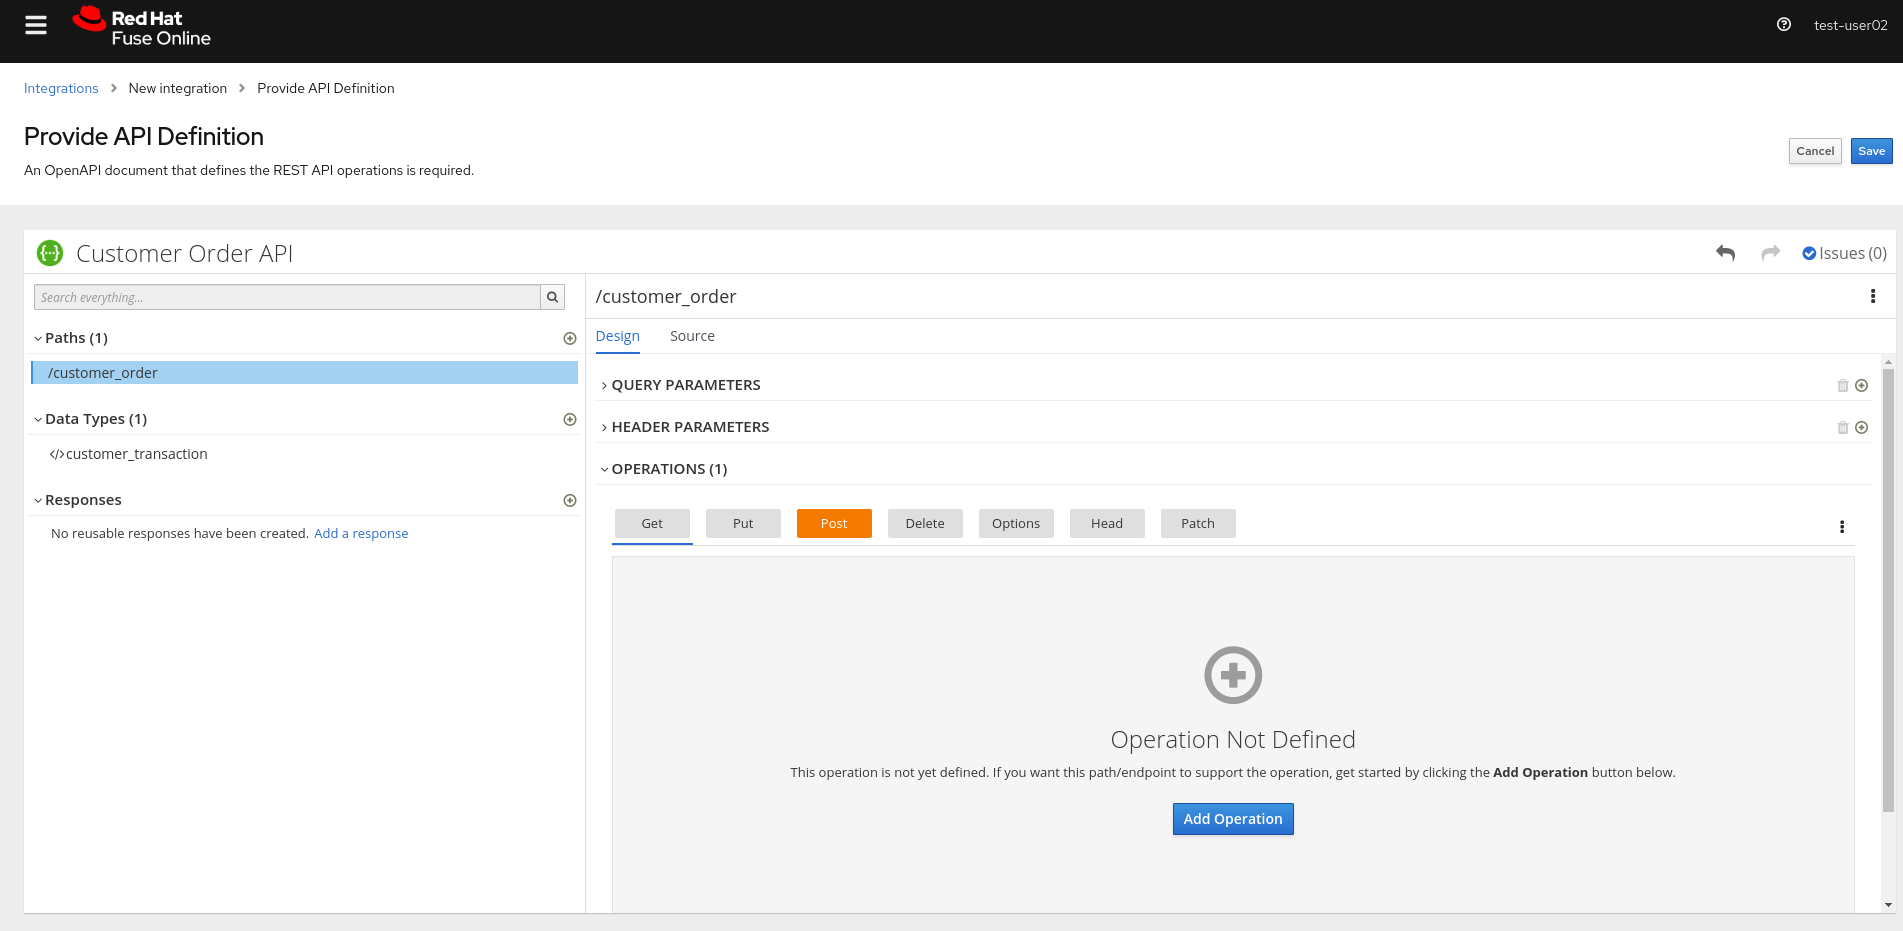 Red Hat
Fuse Online
test-user02
Integrations > New integration > Provide API Definition
Provide API Definition
An OpenAPI document that defines the REST API operations is required.
Cancel Save
{...} Customer Order API
Issues (0)
Search everything...
Paths (1)
/customer_order
Data Types (1)
</>customer_transaction
Responses
No reusable responses have been created. Add a response
/customer_order
Design Source
QUERY PARAMETERS
HEADER PARAMETERS
OPERATIONS (1)
Get Put Post Delete Options Head Patch
Operation Not Defined
This operation is not yet defined. If you want this path/endpoint to support the operation, get started by clicking the Add Operation button below.
Add Operation